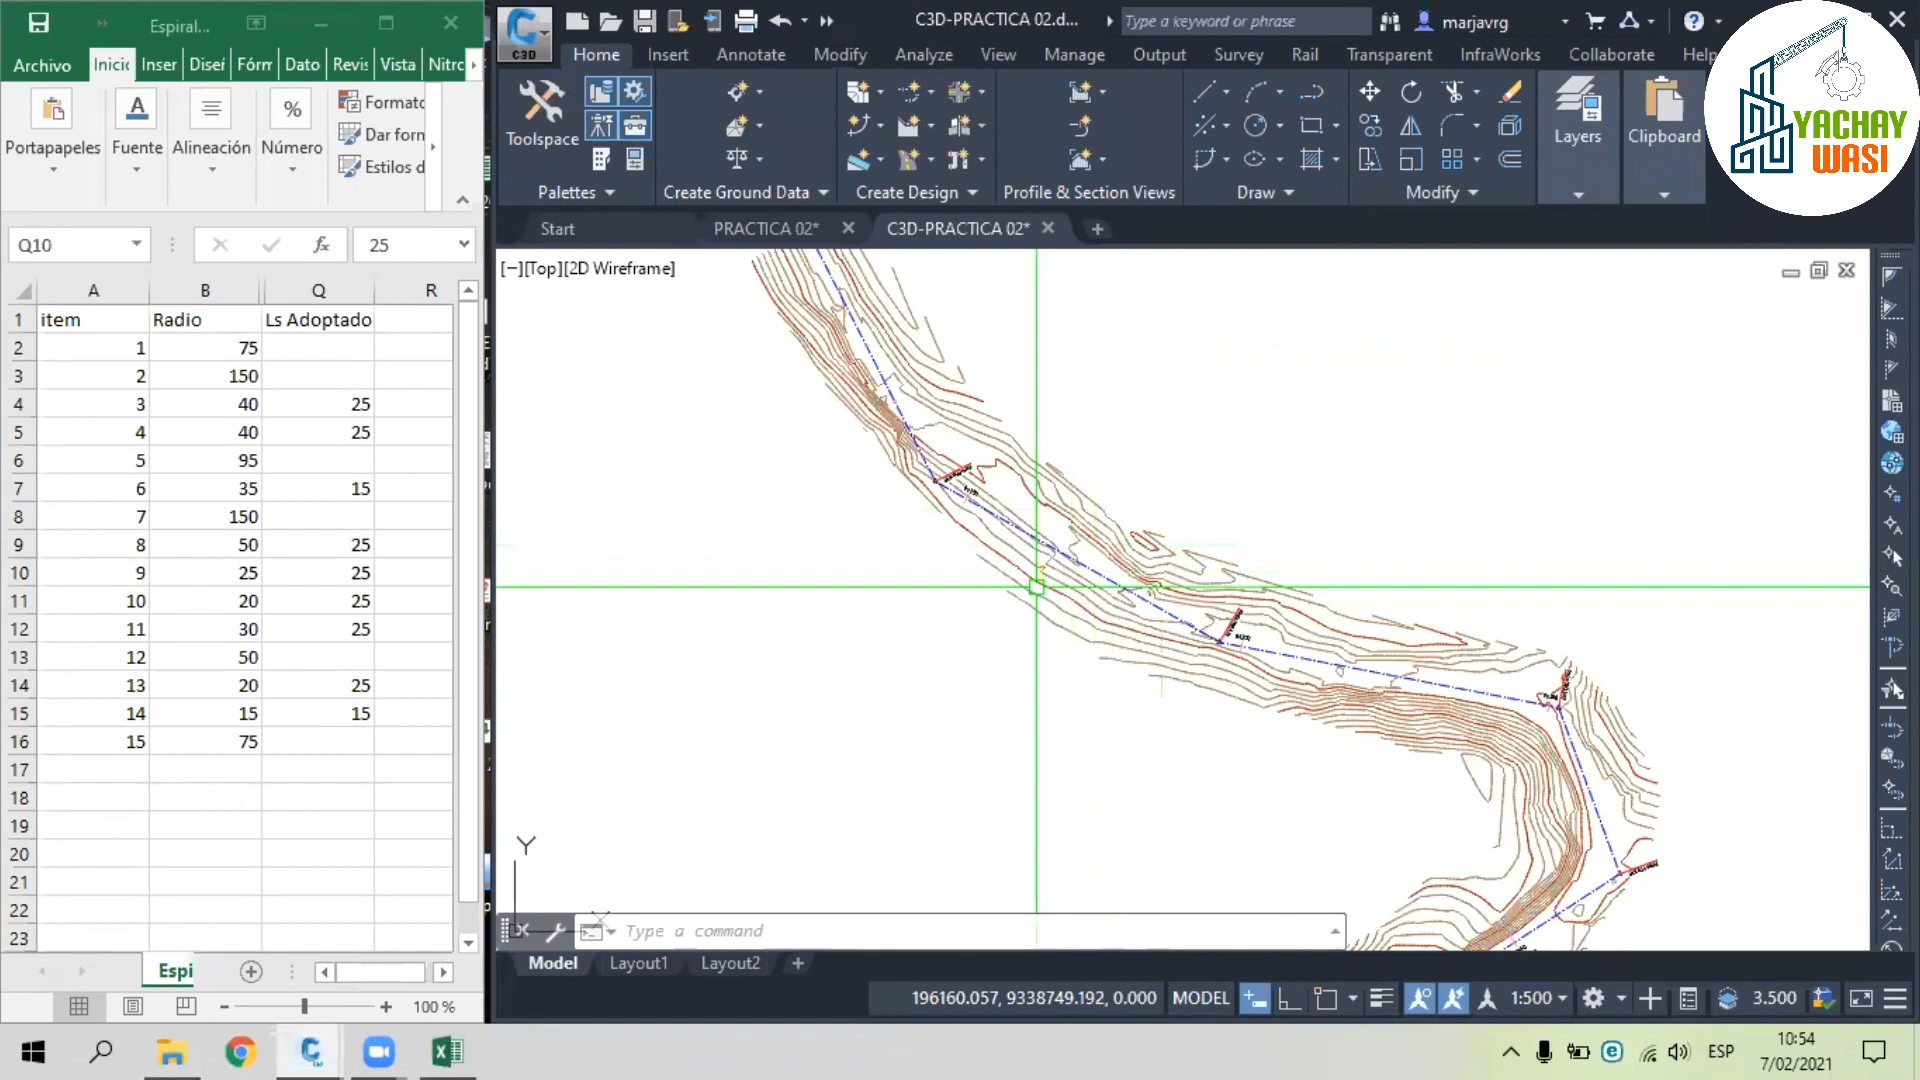 Espiral...
Archivo
Inicio
Inser
Diseí
Fórm
Dato
Revis
Vista
Nitro
Portapapeles
Fuente
Alineación
Número
%
Formato
Dar form
Estilos d
Q10
fx
25
A B Q R
1 item Radio Ls Adoptado
2 1 75
3 2 150
4 3 40 25
5 4 40 25
6 5 95
7 6 35 15
8 7 150
9 8 50 25
10 9 25 25
11 10 20 25
12 11 30 25
13 12 50
14 13 20 25
15 14 15 15
16 15 75
17
18
19
20
21
22
23
Espi
100 %
C3D
C3D-PRACTICA 02.d...
Type a keyword or phrase
marjavrg
Home Insert Annotate Modify Analyze View Manage Output Survey Rail Transparent InfraWorks Collaborate Help
Toolspace
Layers
Clipboard
Palettes
Create Ground Data
Create Design
Profile & Section Views
Draw
Modify
YACHAY
WASI
Start
PRACTICA 02*
C3D-PRACTICA 02*
[−][Top][2D Wireframe]
Y
X
Type a command
Model
Layout1
Layout2
196160.057, 9338749.192, 0.000
MODEL
1:500
3.500
ESP
10:54
7/02/2021